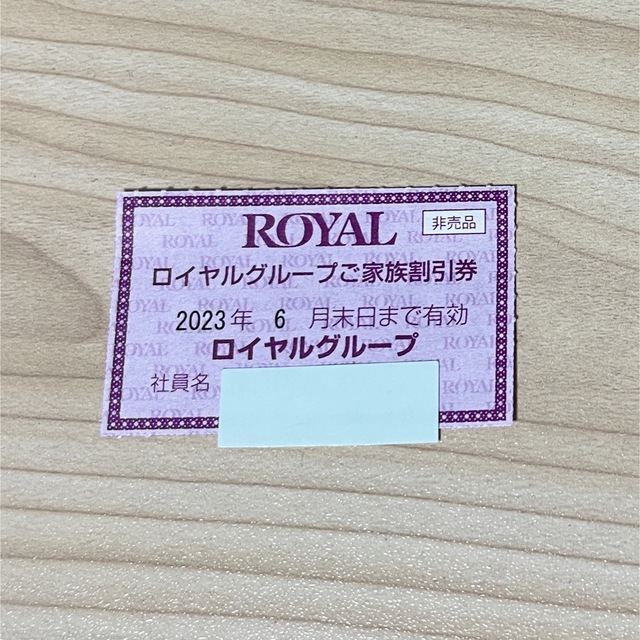 ROYAL
非売品
ロイヤルグループご家族割引券
2023年 6 月末日まで有効
ロイヤルグループ
社員名